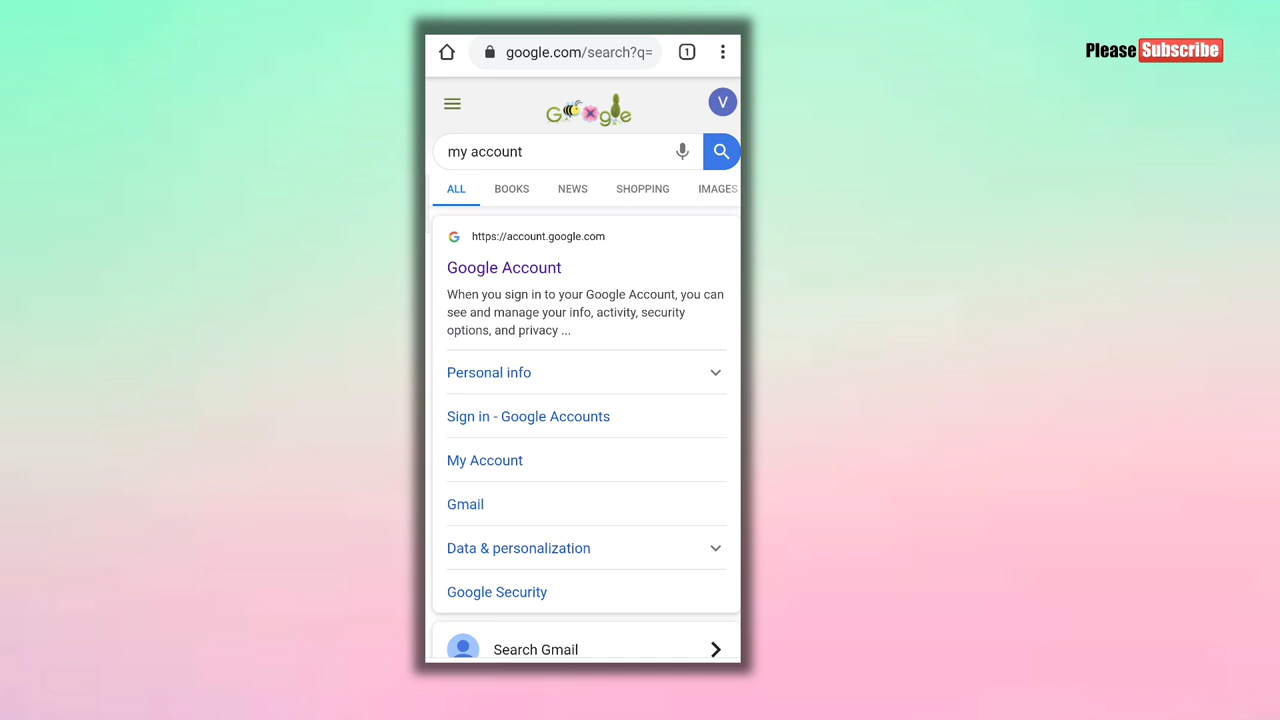 Please Subscribe
google.com/search?q=
1
Google
V
my account
ALL BOOKS NEWS SHOPPING IMAGES
https://account.google.com
Google Account
When you sign in to your Google Account, you can
see and manage your info, activity, security
options, and privacy ...
Personal info
Sign in - Google Accounts
My Account
Gmail
Data & personalization
Google Security
Search Gmail